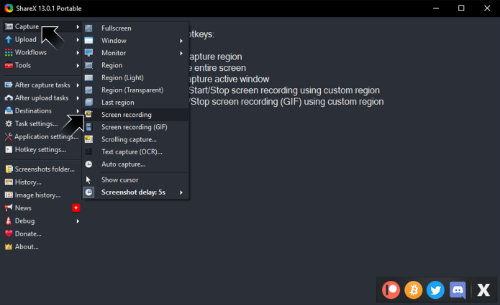 ShareX 13.0.1 Portable
Capture
Upload
Workflows
Tools
After capture tasks
After upload tasks
Destinations
Task settings...
Application settings...
Hotkey settings...
Screenshots folder...
History...
Image history...
News
+
Debug
Donate...
About...
Fullscreen
Window
Monitor
Region
Region (Light)
Region (Transparent)
Last region
Screen recording
Screen recording (GIF)
Scrolling capture...
Text capture (OCR)...
Auto capture...
Show cursor
Screenshot delay: 5s
otkeys:
apture region
e entire screen
pture active window
Start/Stop screen recording using custom region
/Stop screen recording (GIF) using custom region
X